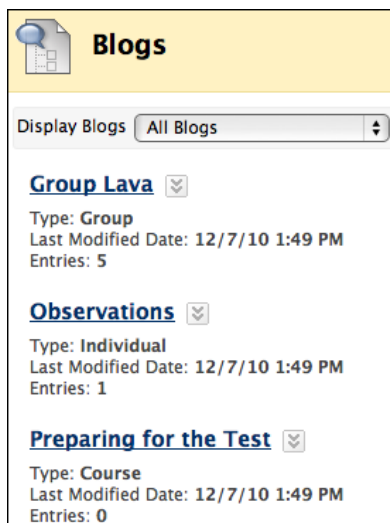 Blogs
Display Blogs All Blogs
Group Lava
Type: Group
Last Modified Date: 12/7/10 1:49 PM
Entries: 5
Observations
Type: Individual
Last Modified Date: 12/7/10 1:49 PM
Entries: 1
Preparing for the Test
Type: Course
Last Modified Date: 12/7/10 1:49 PM
Entries: 0